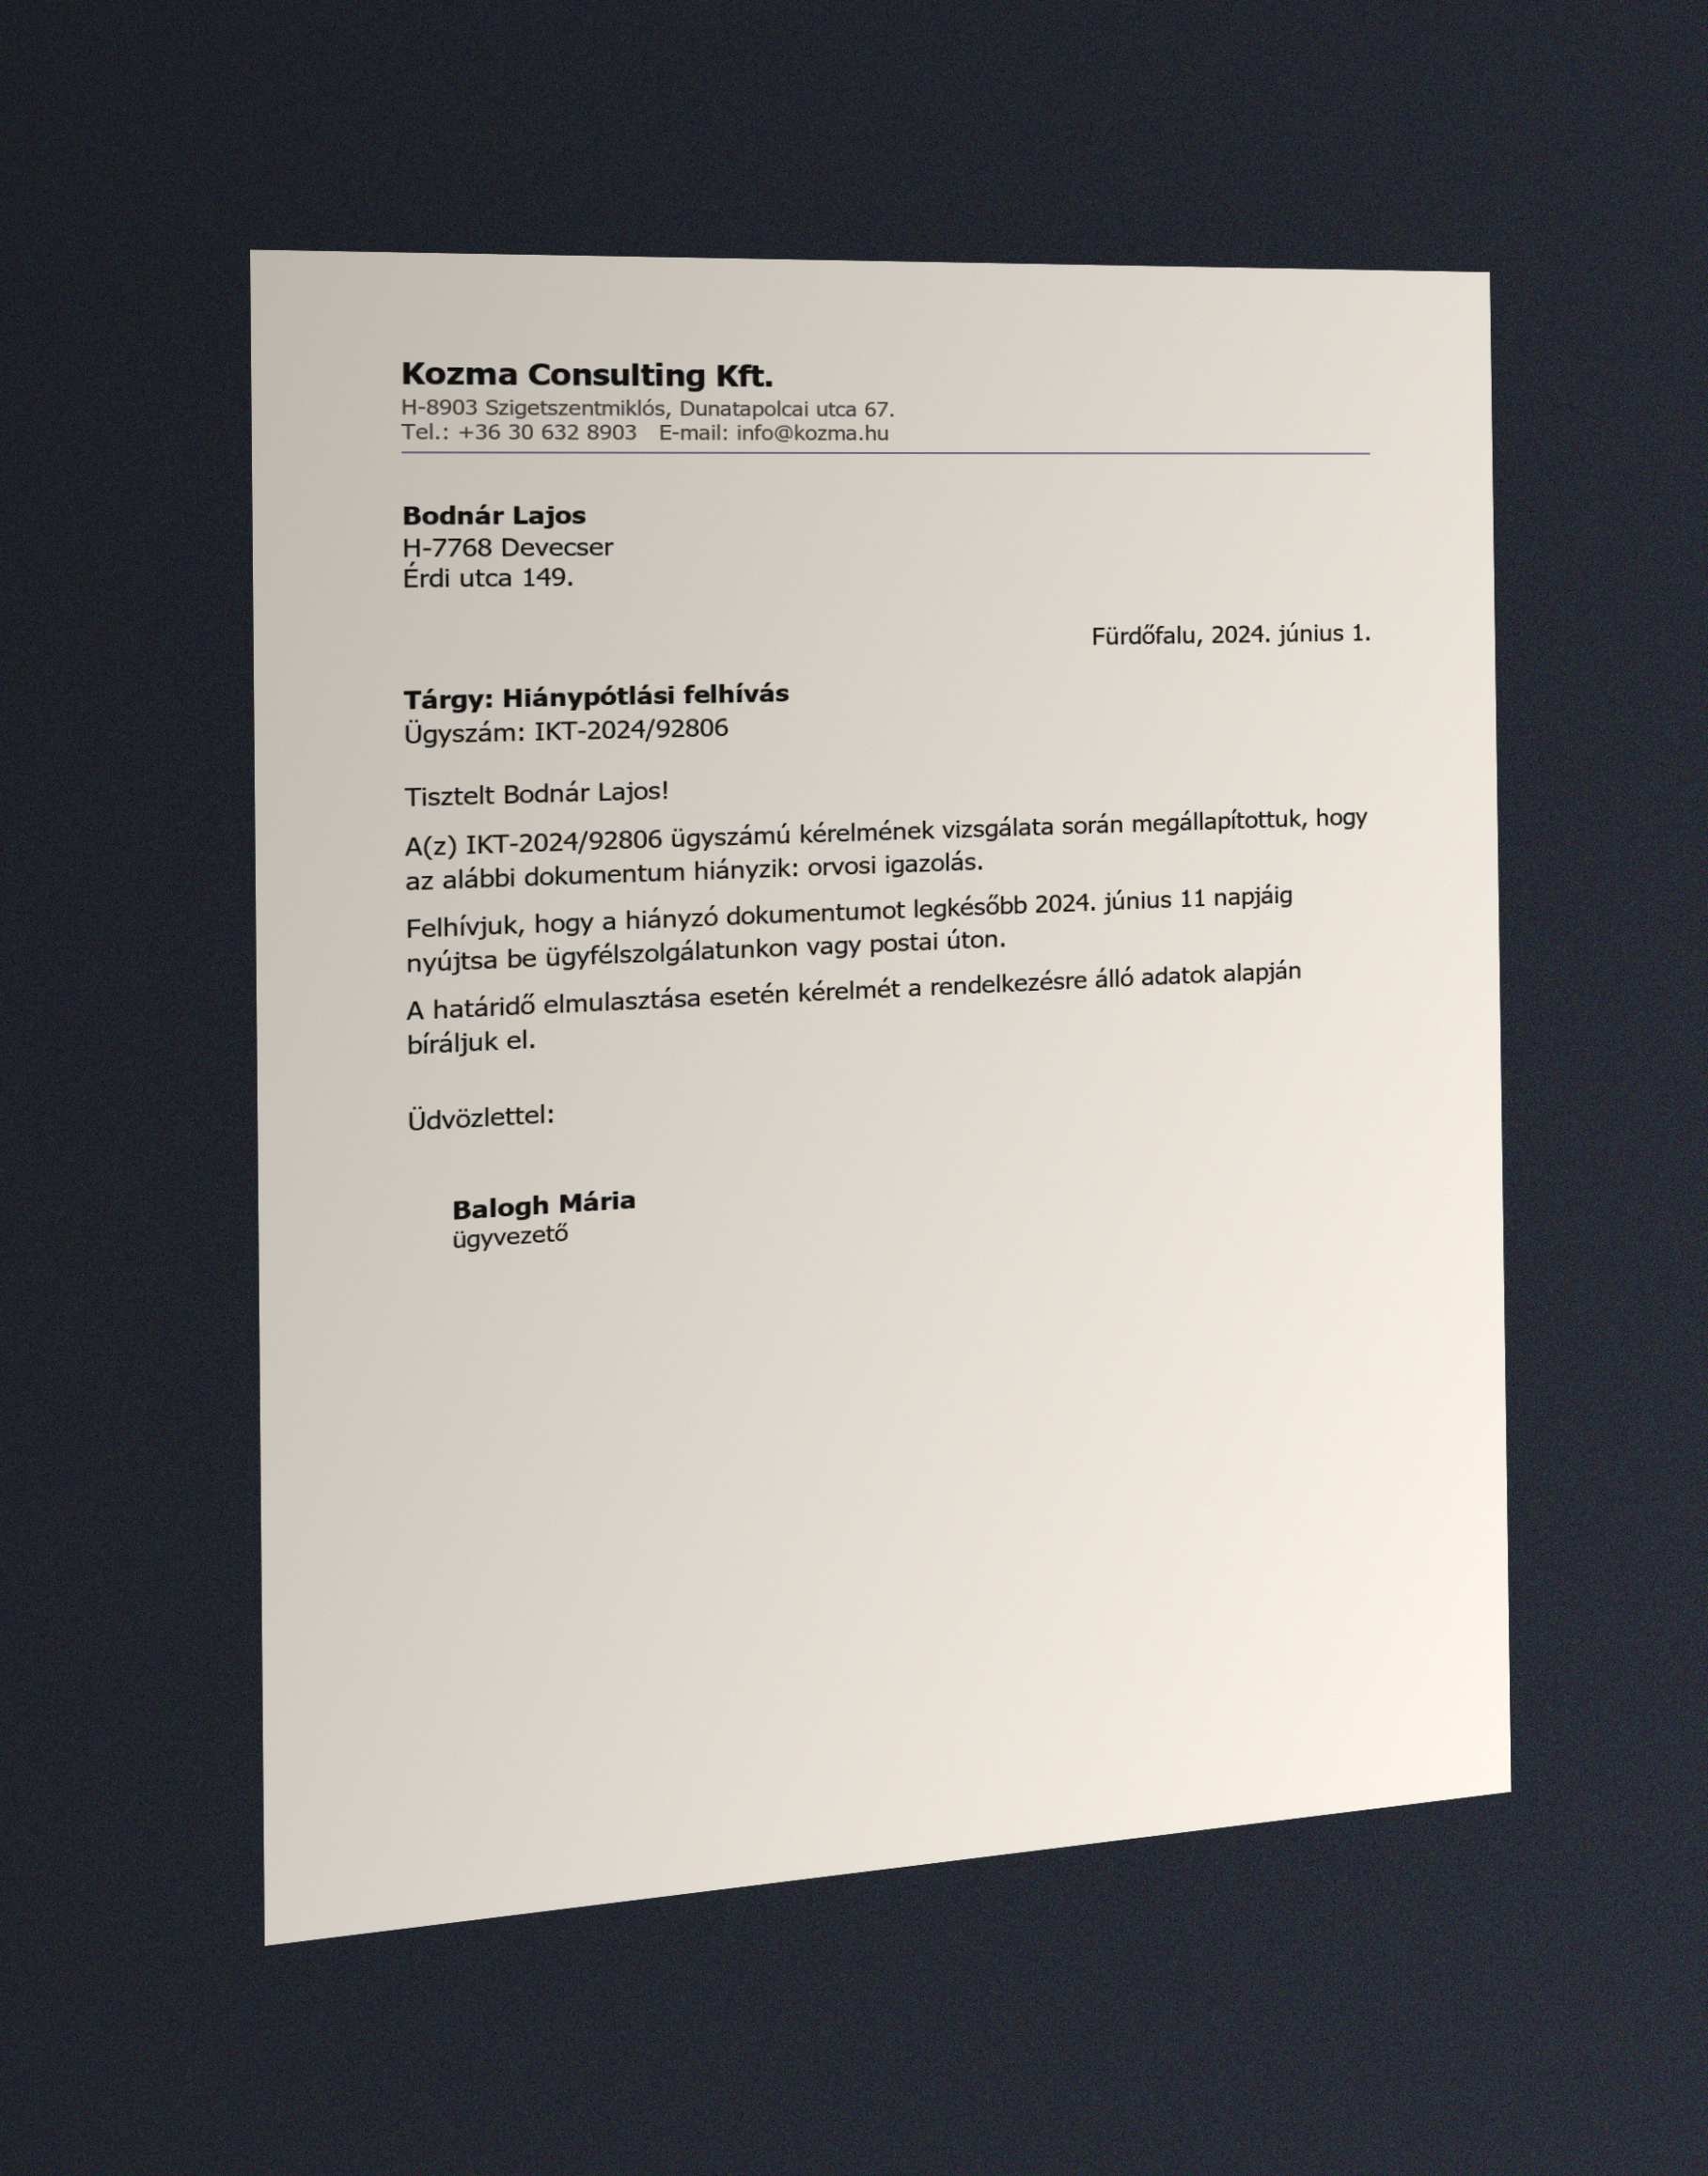 Kozma Consulting Kft.
H-8903 Szigetszentmiklós, Dunatapolcai utca 67.
Tel.: +36 30 632 8903 E-mail: info@kozma.hu
Bodnár Lajos
H-7768 Devecser
Érdi utca 149.
Fürdőfalu, 2024. június 1.
Tárgy: Hiánypótlási felhívás
Ügyszám: IKT-2024/92806
Tisztelt Bodnár Lajos!
A(z) IKT-2024/92806 ügyszámú kérelmének vizsgálata során megállapítottuk, hogy
az alábbi dokumentum hiányzik: orvosi igazolás.
Felhívjuk, hogy a hiányzó dokumentumot legkésőbb 2024. június 11 napjáig
nyújtsa be ügyfélszolgálatunkon vagy postai úton.
A határidő elmulasztása esetén kérelmét a rendelkezésre álló adatok alapján
bíráljuk el.
Üdvözlettel:
Balogh Mária
ügyvezető